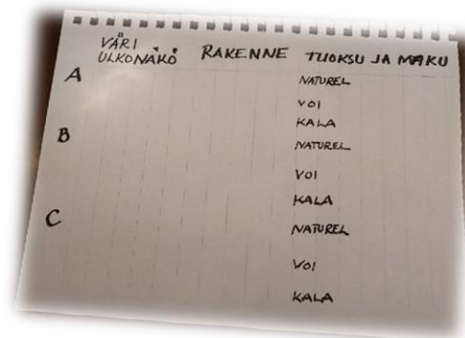 VÄRI
ULKONÄKÖ RAKENNE TUOKSU JA MAKU
A NATUREL
VOI
KALA
B NATUREL
VOI
KALA
C NATUREL
VOI
KALA